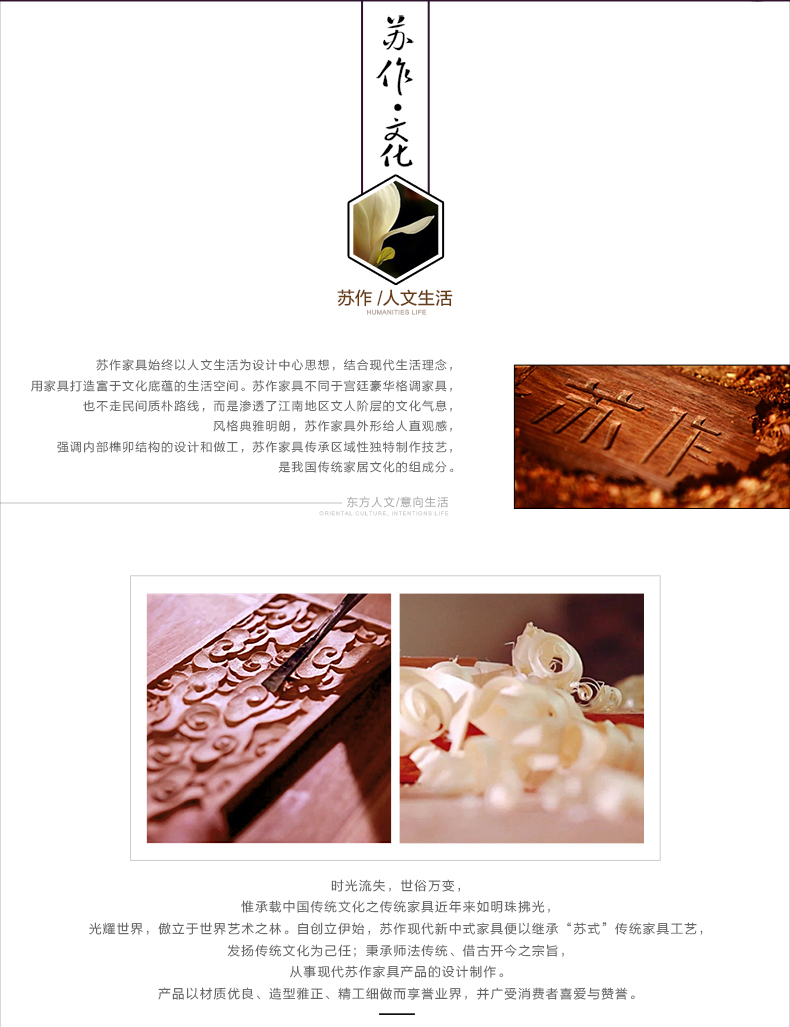 苏作·文化
苏作 /人文生活
HUMANITIES LIFE
苏作家具始终以人文生活为设计中心思想，结合现代生活理念，
用家具打造富于文化底蕴的生活空间。苏作家具不同于宫廷豪华格调家具，
也不走民间质朴路线，而是渗透了江南地区文人阶层的文化气息，
风格典雅明朗，苏作家具外形给人直观感，
强调内部榫卯结构的设计和做工，苏作家具传承区域性独特制作技艺，
是我国传统家居文化的组成分。
苏作
东方人文/意向生活
ORIENTAL CULTURE, INTENTIONS LIFE
时光流失，世俗万变，
惟承载中国传统文化之传统家具近年来如明珠拂光，
光耀世界，傲立于世界艺术之林。自创立伊始，苏作现代新中式家具便以继承“苏式”传统家具工艺，
发扬传统文化为己任；秉承师法传统、借古开今之宗旨，
从事现代苏作家具产品的设计制作。
产品以材质优良、造型雅正、精工细做而享誉业界，并广受消费者喜爱与赞誉。